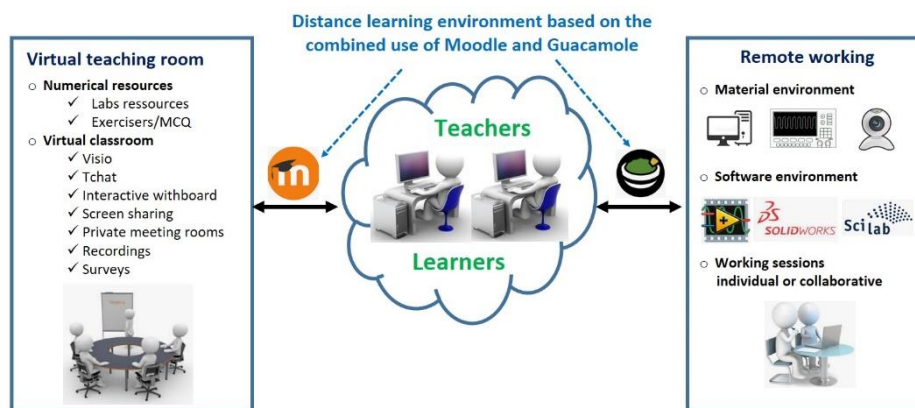 Distance learning environment based on the
combined use of Moodle and Guacamole
Virtual teaching room
Numerical resources
Labs ressources
Exercisers/MCQ
Virtual classroom
Visio
Tchat
Interactive withboard
Screen sharing
Private meeting rooms
Recordings
Surveys
m
Teachers
Learners
Remote working
Material environment
Software environment
SOLIDWORKS
Sci
lab
Working sessions
individual or collaborative